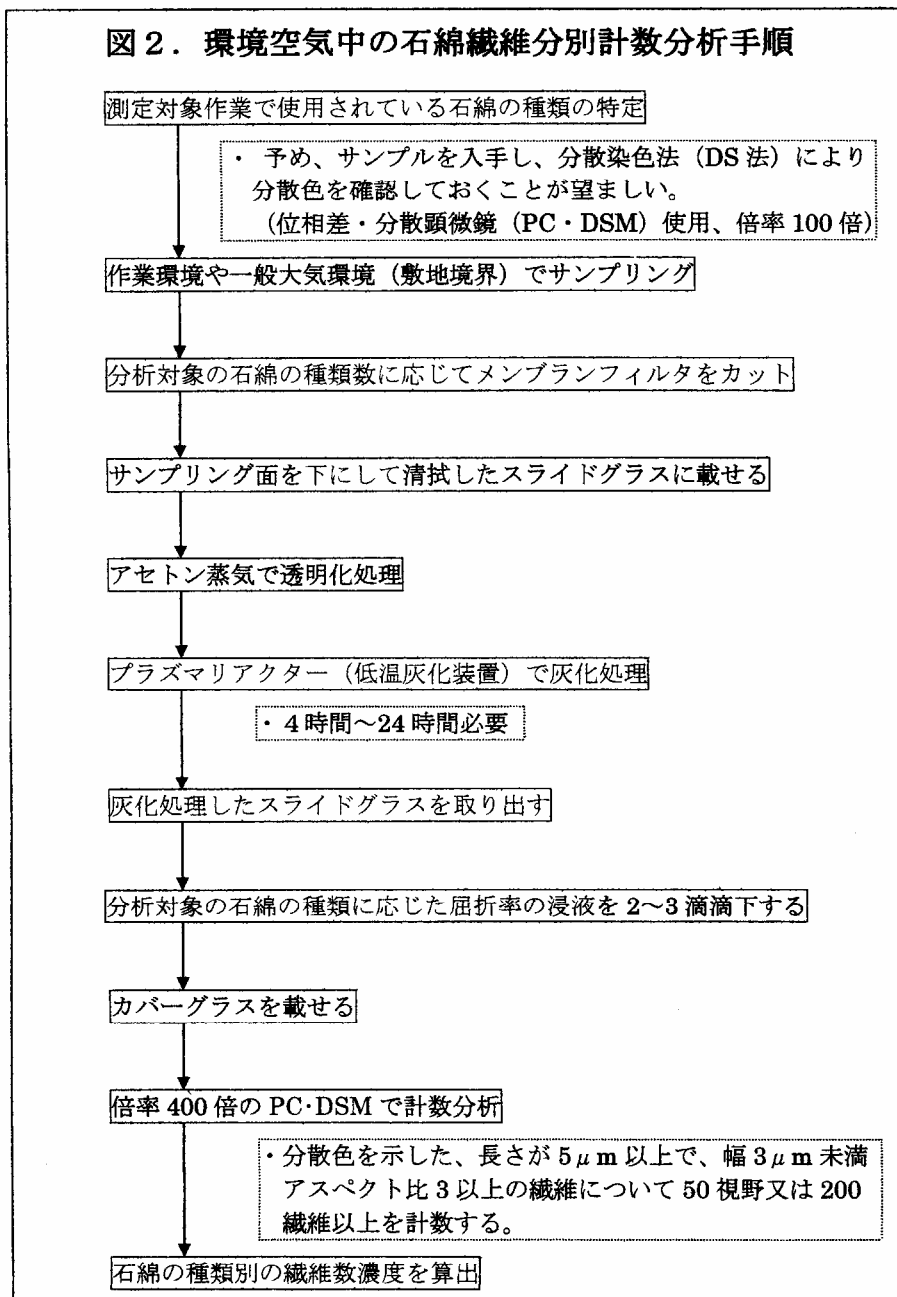 図２．環境空気中の石綿繊維分別計数分析手順
測定対象作業で使用されている石綿の種類の特定
・ 予め、サンプルを入手し、分散染色法（DS 法）により
分散色を確認しておくことが望ましい。
（位相差・分散顕微鏡（PC・DSM）使用、倍率 100 倍）
作業環境や一般大気環境（敷地境界）でサンプリング
分析対象の石綿の種類数に応じてメンブランフィルタをカット
サンプリング面を下にして清拭したスライドグラスに載せる
アセトン蒸気で透明化処理
プラズマリアクター（低温灰化装置）で灰化処理
・４時間～24 時間必要
灰化処理したスライドグラスを取り出す
分析対象の石綿の種類に応じた屈折率の浸液を 2～3 滴滴下する
カバーグラスを載せる
倍率 400 倍の PC・DSM で計数分析
・分散色を示した、長さが 5μm 以上で、幅 3μm 未満
アスペクト比 3 以上の繊維について 50 視野又は 200
繊維以上を計数する。
石綿の種類別の繊維数濃度を算出